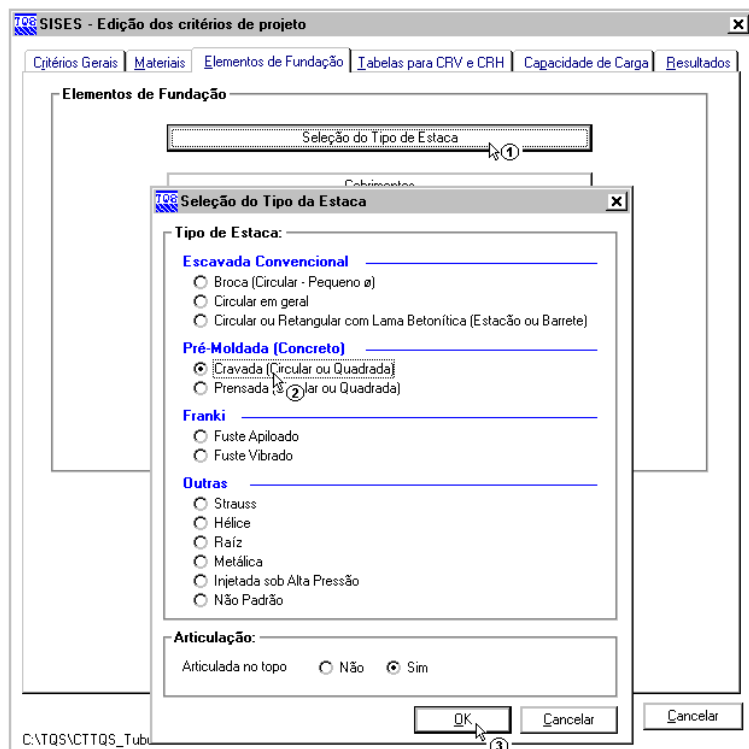 TQS SISES - Edição dos critérios de projeto
Critérios Gerais Materiais Elementos de Fundação Tabelas para CRV e CRH Capacidade de Carga Resultados
Elementos de Fundação
Seleção do Tipo de Estaca
1
Cobrimentos
TQS Seleção do Tipo da Estaca
Tipo de Estaca:
Escavada Convencional
Broca (Circular - Pequeno ø)
Circular em geral
Circular ou Retangular com Lama Betonítica (Estacão ou Barrete)
Pré-Moldada (Concreto)
Cravada (Circular ou Quadrada)
2
Prensada lar ou Quadrada)
Franki
Fuste Apiloado
Fuste Vibrado
Outras
Strauss
Hélice
Raíz
Metálica
Injetada sob Alta Pressão
Não Padrão
Articulação:
Articulada no topo Não Sim
OK Cancelar
3
Cancelar
C:\TQS\CTTQS_Tub